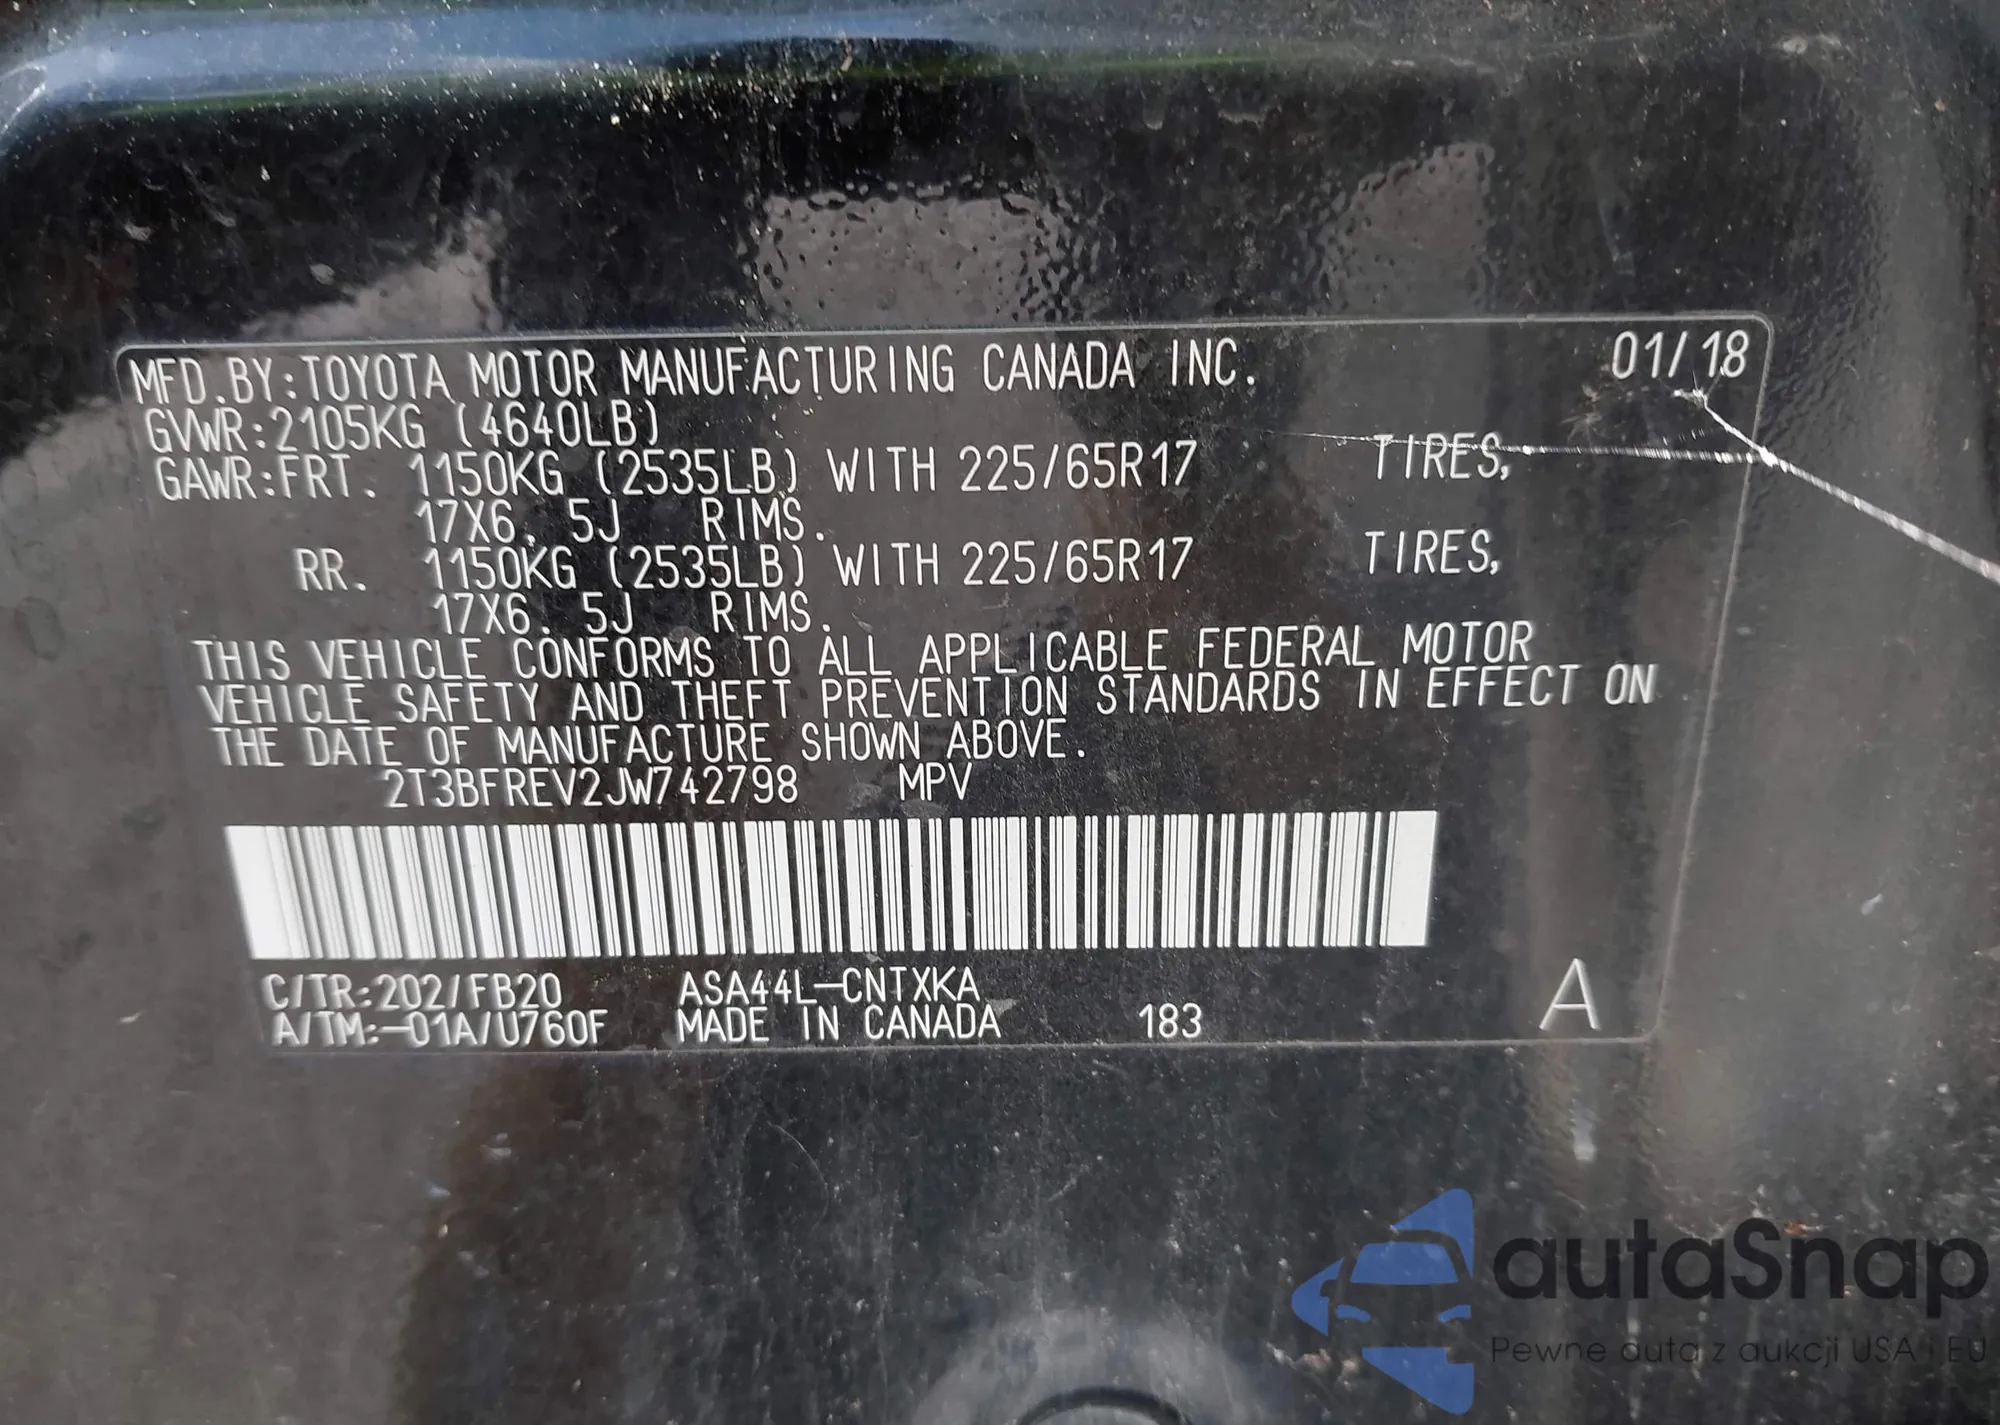 MFD.BY:TOYOTA MOTOR MANUFACTURING CANADA INC. 01/18
GVWR:2105KG (4640LB)
GAWR:FRT. 1150KG (2535LB) WITH 225/65R17 TIRES,
17X6.5J RIMS.
RR. 1150KG (2535LB) WITH 225/65R17 TIRES,
17X6.5J RIMS.
THIS VEHICLE CONFORMS TO ALL APPLICABLE FEDERAL MOTOR
VEHICLE SAFETY AND THEFT PREVENTION STANDARDS IN EFFECT ON
THE DATE OF MANUFACTURE SHOWN ABOVE.
2T3BFREV2JW742798 MPV
C/TR:202/FB20 ASA44L-CNTXKA
A/TM:-01A/U760F MADE IN CANADA 183 A
autaSnap
Pewne auta z aukcji USA i EU